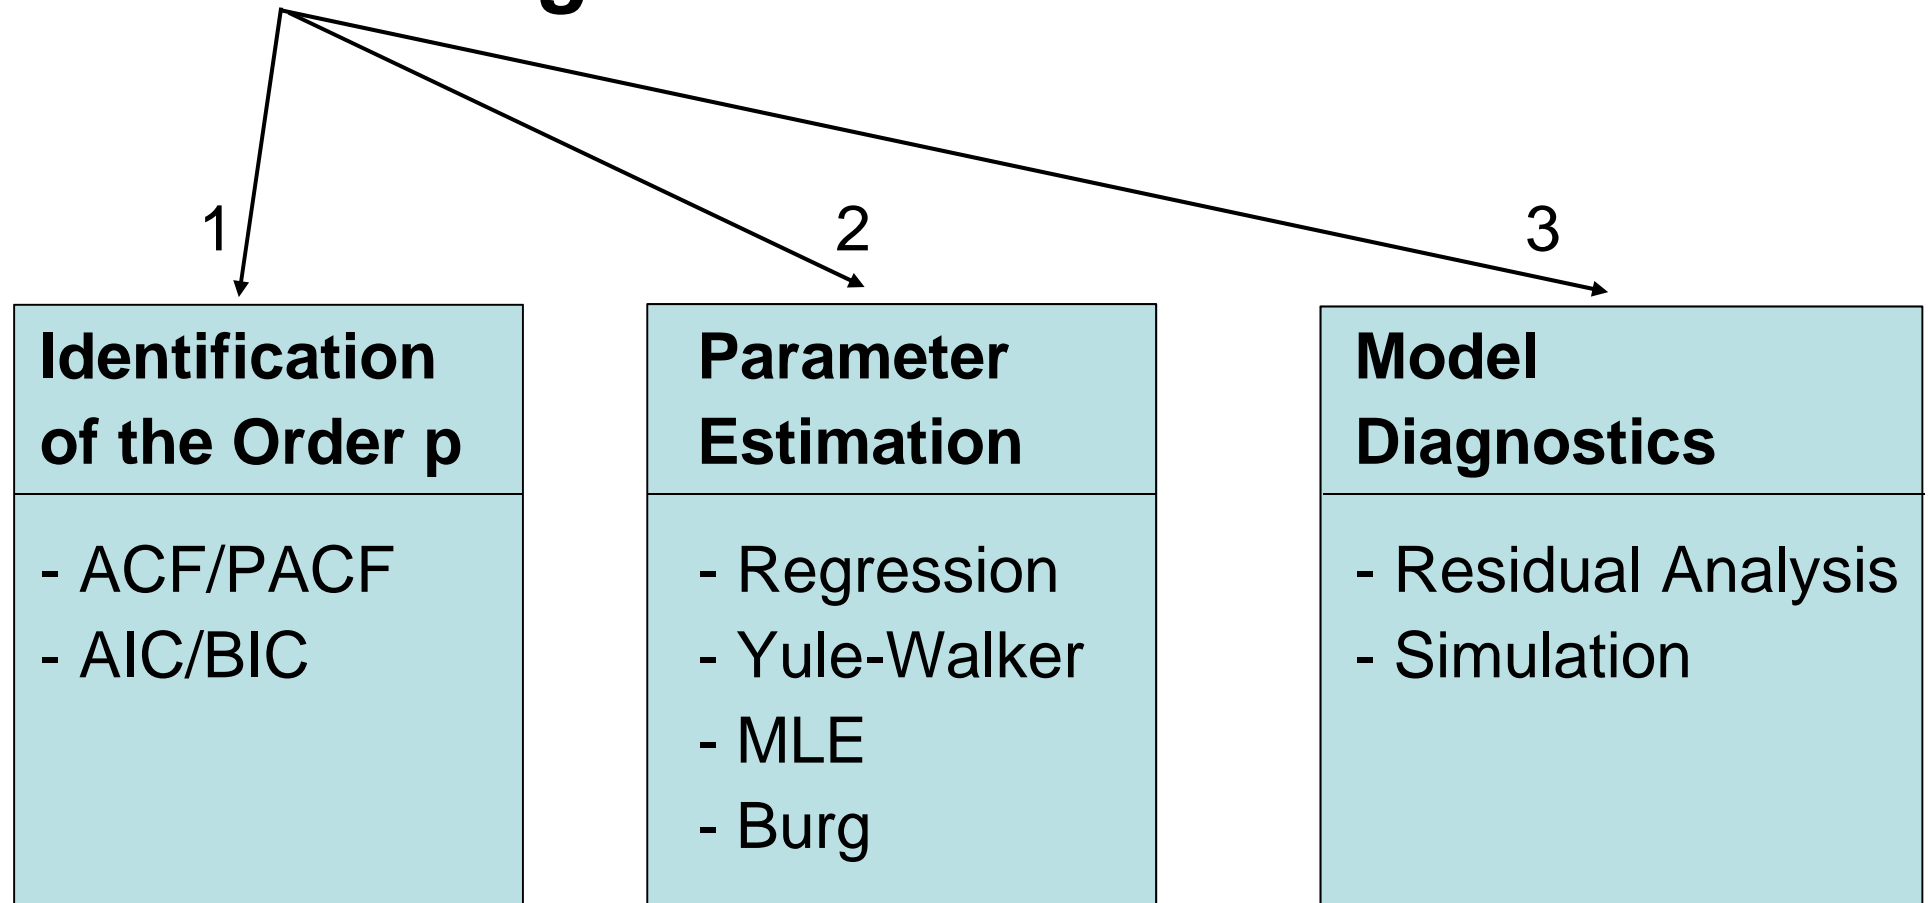 1
2
3
Identification
of the Order p
- ACF/PACF
- AIC/BIC
Parameter
Estimation
- Regression
- Yule-Walker
- MLE
- Burg
Model
Diagnostics
- Residual Analysis
- Simulation